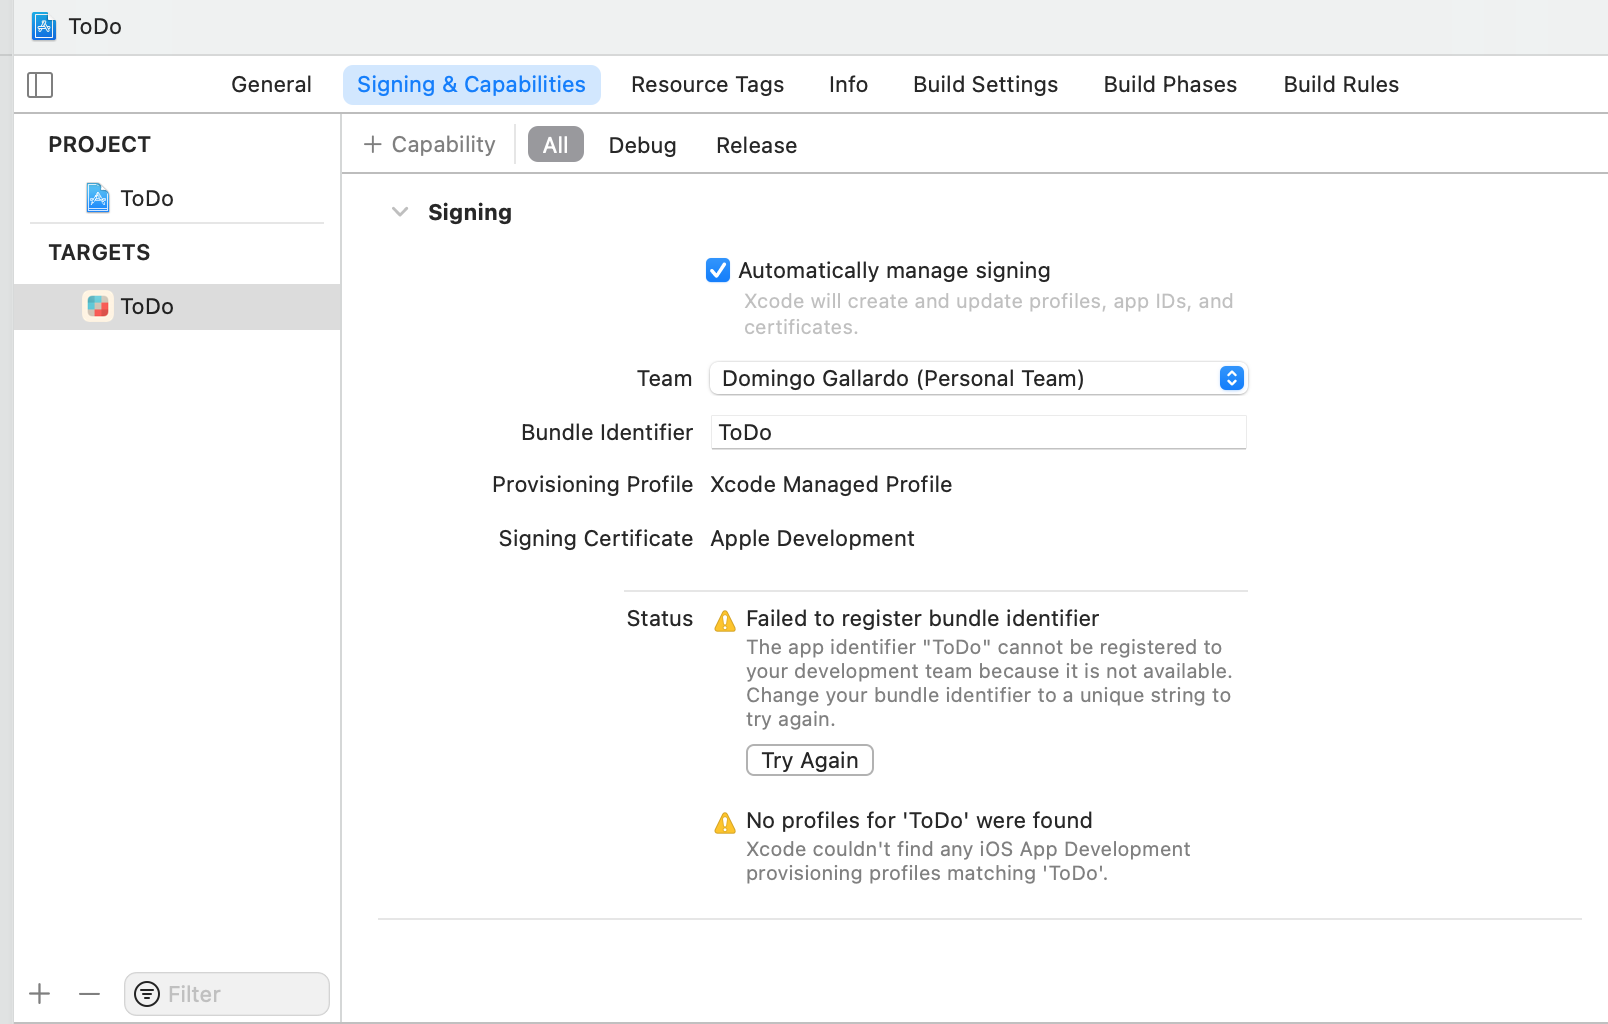 ToDo
General Signing & Capabilities Resource Tags Info Build Settings Build Phases Build Rules
PROJECT
ToDo
TARGETS
ToDo
+ Capability All Debug Release
Signing
Automatically manage signing
Xcode will create and update profiles, app IDs, and
certificates.
Team Domingo Gallardo (Personal Team)
Bundle Identifier ToDo
Provisioning Profile Xcode Managed Profile
Signing Certificate Apple Development
Status Failed to register bundle identifier
The app identifier "ToDo" cannot be registered to
your development team because it is not available.
Change your bundle identifier to a unique string to
try again.
Try Again
No profiles for 'ToDo' were found
Xcode couldn't find any iOS App Development
provisioning profiles matching 'ToDo'.
Filter